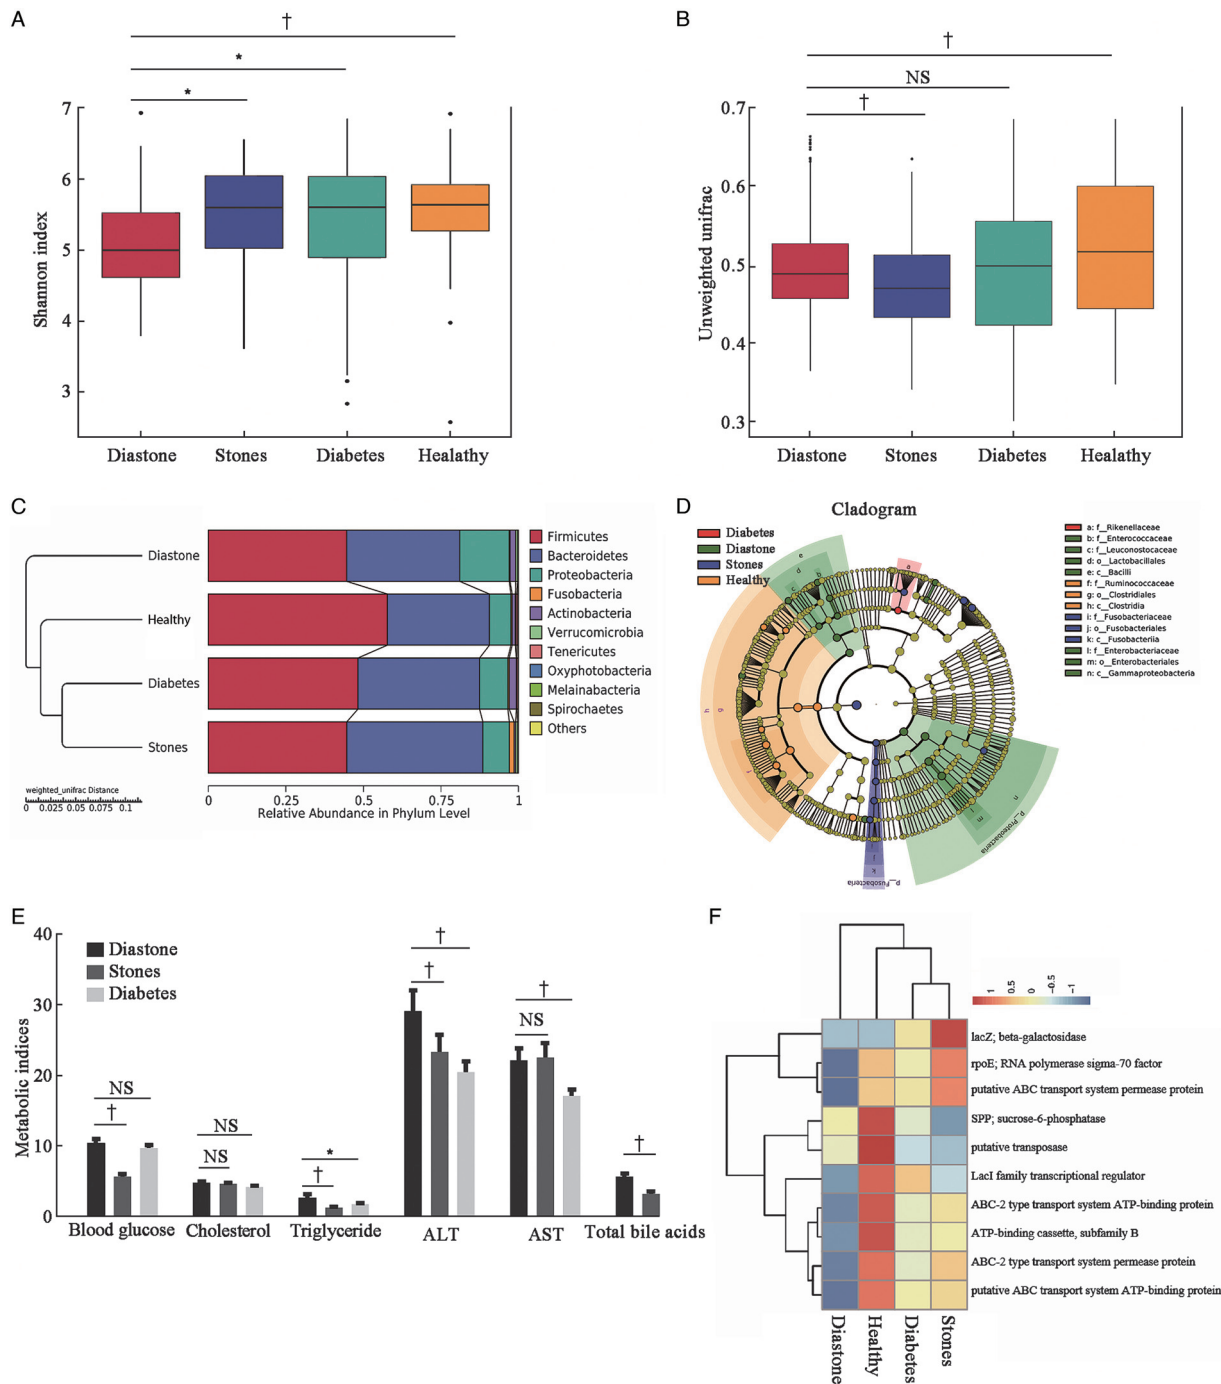 A
†
*
*
7
6
5
4
3
Shannon index
Diastone
Stones
Diabetes
Healathy
B
†
NS
†
0.7
0.6
0.5
0.4
0.3
Unweighted unifrac
Diastone
Stones
Diabetes
Healathy
C
Diastone
Healthy
Diabetes
Stones
weighted_unifrac Distance
0 0.025 0.05 0.075 0.1
0 0.25 0.5 0.75 1
Relative Abundance in Phylum Level
Firmicutes
Bacteroidetes
Proteobacteria
Fusobacteria
Actinobacteria
Verrucomicrobia
Tenericutes
Oxyphotobacteria
Melainabacteria
Spirochaetes
Others
D
Cladogram
Diabetes
Diastone
Stones
Healthy
a: f__Rikenellaceae
b: f__Enterococcaceae
c: f__Leuconostocaceae
d: o__Lactobacillales
e: c__Bacilli
f: f__Ruminococcaceae
g: o__Clostridiales
h: c__Clostridia
i: f__Fusobacteriaceae
j: o__Fusobacteriales
k: c__Fusobacteriia
l: f__Enterobacteriaceae
m: o__Enterobacteriales
n: c__Gammaproteobacteria
p__Proteobacteria
p__Fusobacteria
E
40
30
20
10
0
Metabolic indices
Diastone
Stones
Diabetes
NS
†
NS
NS
*
†
†
†
†
NS
†
Blood glucose
Cholesterol
Triglyceride
ALT
AST
Total bile acids
F
1 0.5 0 −0.5 −1
lacZ; beta-galactosidase
rpoE; RNA polymerase sigma-70 factor
putative ABC transport system permease protein
SPP; sucrose-6-phosphatase
putative transposase
LacI family transcriptional regulator
ABC-2 type transport system ATP-binding protein
ATP-binding cassette, subfamily B
ABC-2 type transport system permease protein
putative ABC transport system ATP-binding protein
Diastone
Healthy
Diabetes
Stones